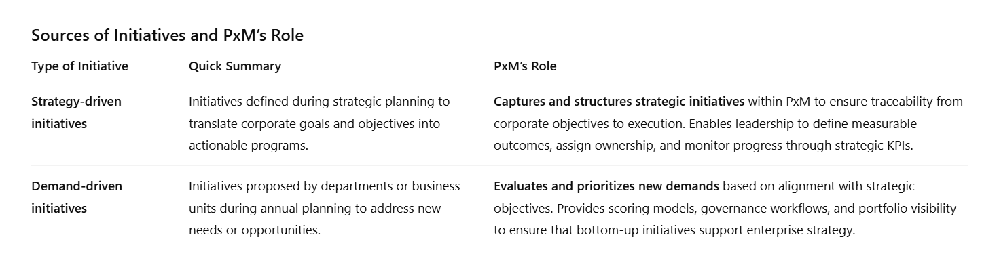 Sources of Initiatives and PxM’s Role
Type of Initiative Quick Summary PxM’s Role
Strategy-driven initiatives
Initiatives defined during strategic planning to
translate corporate goals and objectives into
actionable programs.
Captures and structures strategic initiatives within PxM to ensure traceability from
corporate objectives to execution. Enables leadership to define measurable
outcomes, assign ownership, and monitor progress through strategic KPIs.
Demand-driven
initiatives
Initiatives proposed by departments or business
units during annual planning to address new
needs or opportunities.
Evaluates and prioritizes new demands based on alignment with strategic
objectives. Provides scoring models, governance workflows, and portfolio visibility
to ensure that bottom-up initiatives support enterprise strategy.